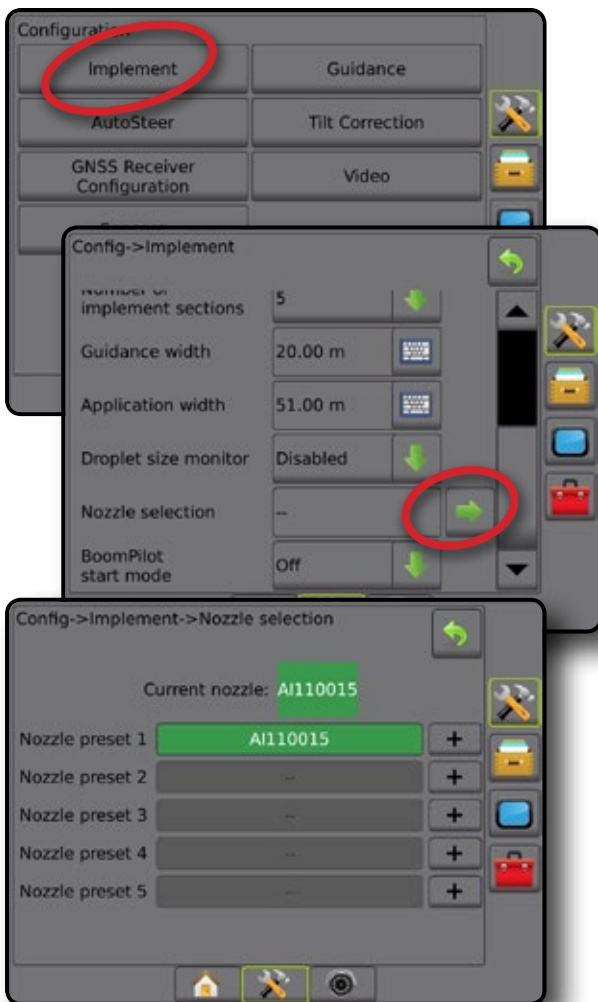 Configuration
Implement
Guidance
AutoSteer
Tilt Correction
GNSS Receiver
Configuration
Video
Config->Implement
Number of
implement sections
5
Guidance width
20.00 m
Application width
51.00 m
Droplet size monitor
Disabled
Nozzle selection
--
BoomPilot
start mode
Off
Config->Implement->Nozzle selection
Current nozzle: AI110015
Nozzle preset 1
AI110015
+
Nozzle preset 2
--
+
Nozzle preset 3
--
+
Nozzle preset 4
--
+
Nozzle preset 5
--
+